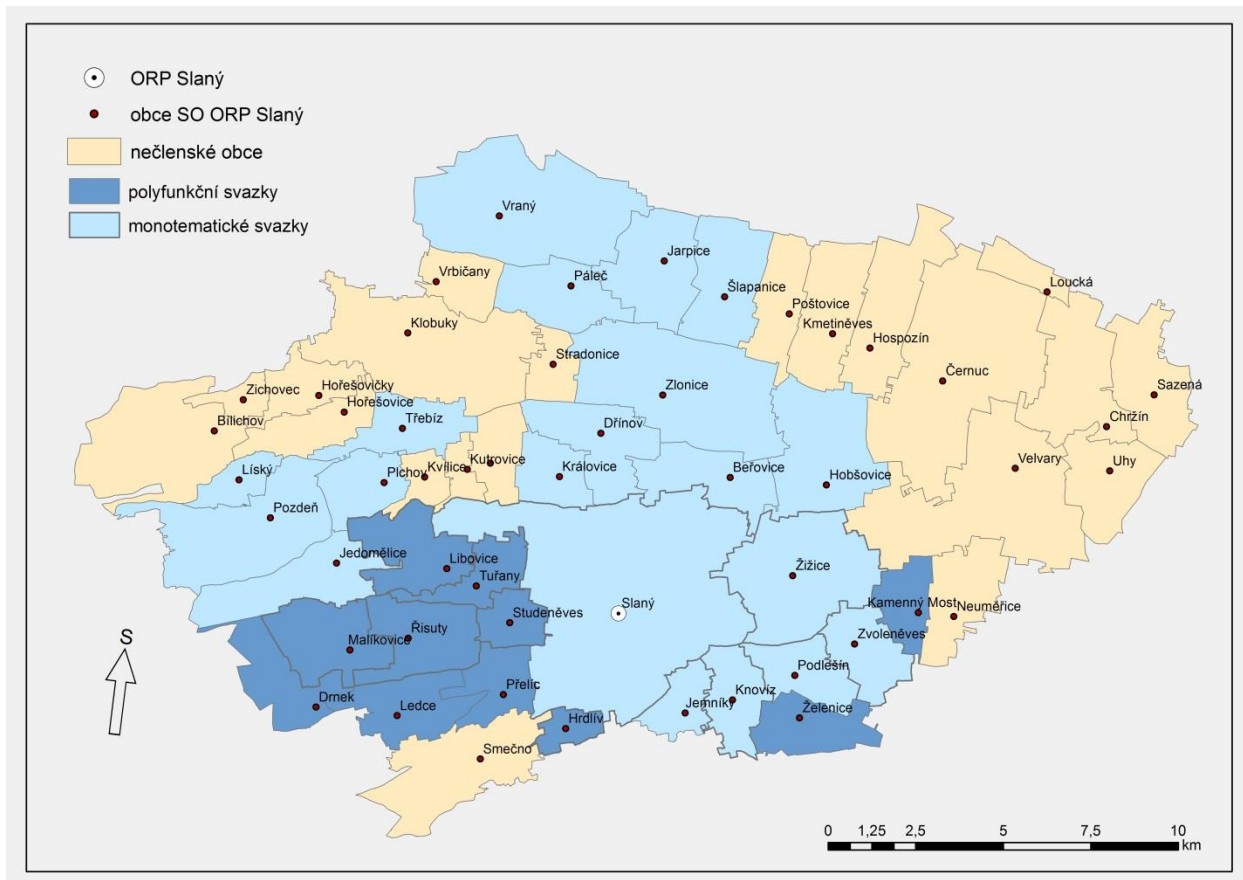 ORP Slaný
obce SO ORP Slaný
nečlenské obce
polyfunkční svazky
monotematické svazky
Vraný
Jarpice
Vrbičany
Páleč
Šlapanice
Loucká
Poštovice
Kmetiněves
Hospozín
Klobuky
Stradonice
Zichovec
Hořešovičky
Hořešovice
Zlonice
Černuc
Sazená
Bílichov
Třebíz
Dřínov
Chržín
Líský
Plchov
Kvílice
Kutrovice
Královice
Beřovice
Hobšovice
Velvary
Uhy
Pozdeň
Jedomělice
Libovice
Tuřany
Žižice
Slaný
Studeněves
Kamenný Most
Neuměřice
Malíkovice
Řisuty
Zvoleněves
Podlešín
Drnek
Ledce
Přelíc
Jemníky
Knovíz
Želenice
Hrdlív
Smečno
S
0 1,25 2,5 5 7,5 10
km